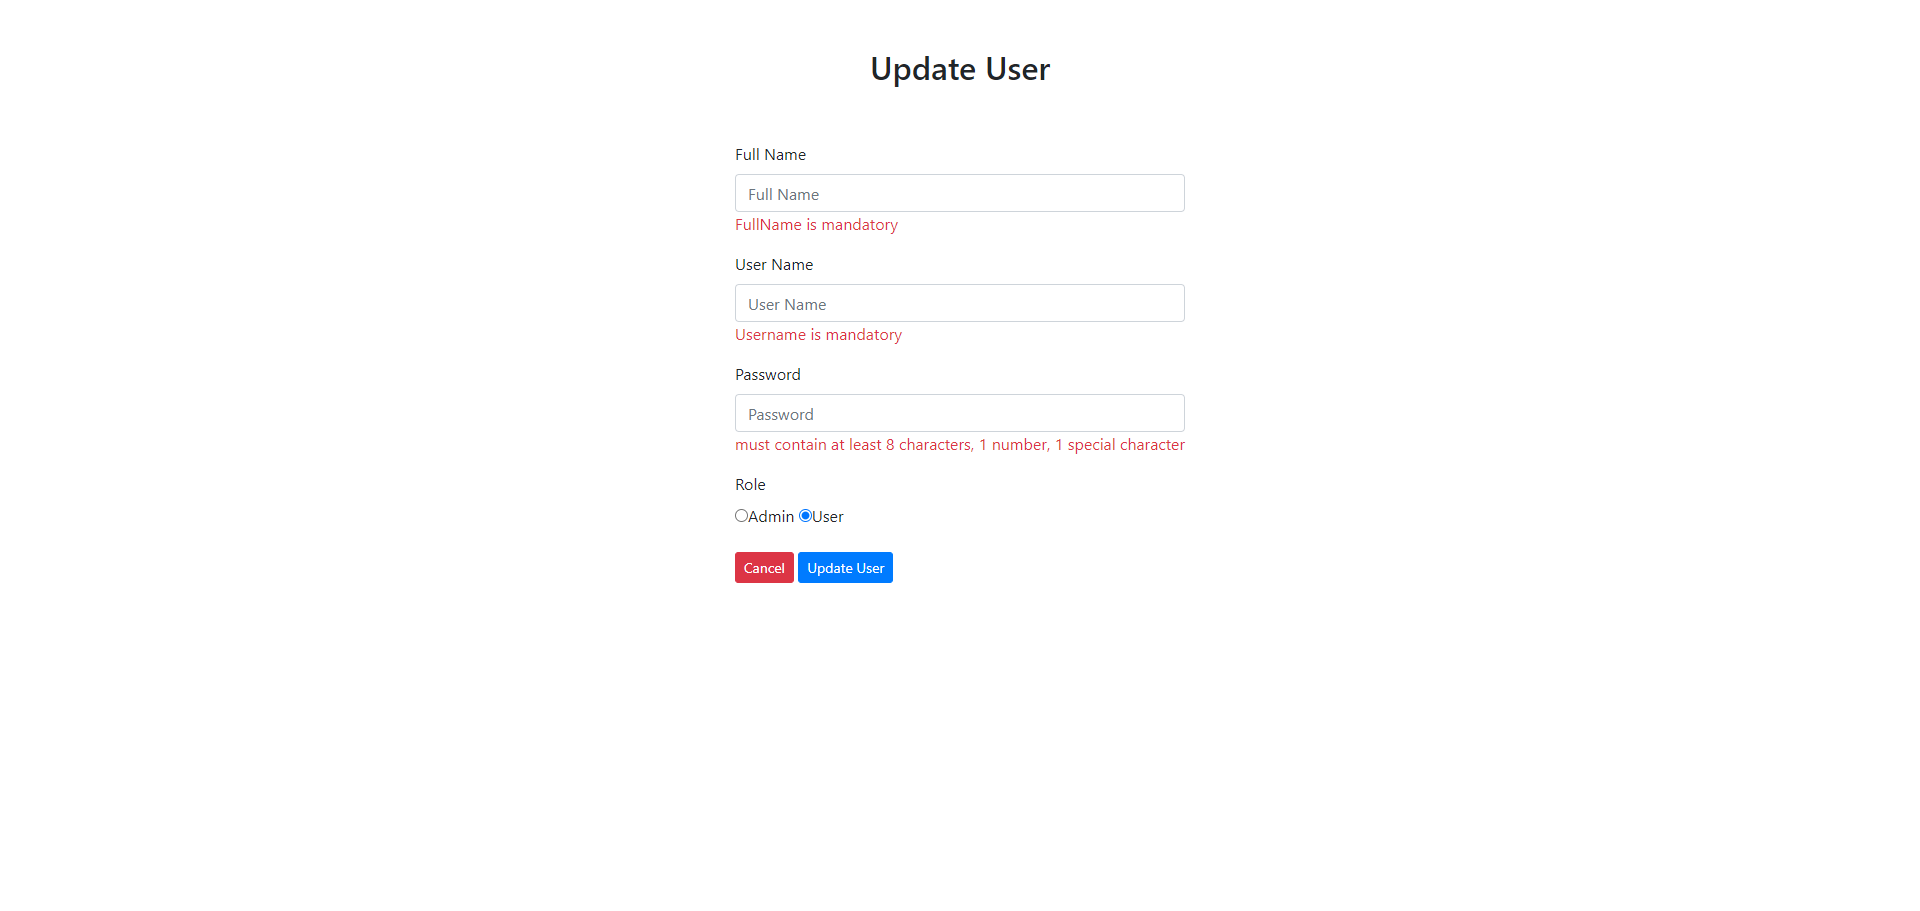 Update User
Full Name
Full Name
FullName is mandatory
User Name
User Name
Username is mandatory
Password
Password
must contain at least 8 characters, 1 number, 1 special character
Role
Admin User
Cancel Update User